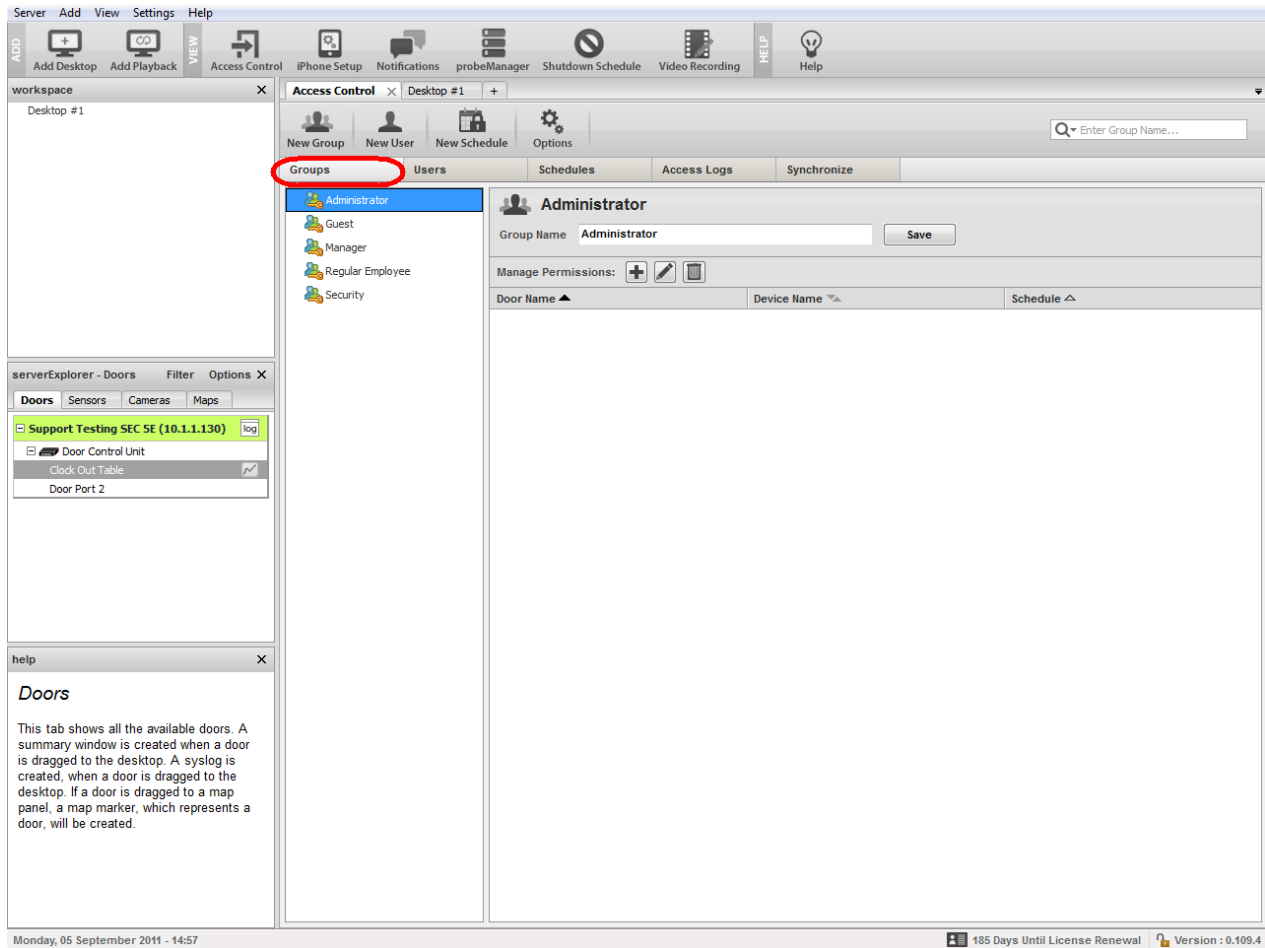 Server Add View Settings Help
ADD Add Desktop Add Playback VIEW Access Control iPhone Setup Notifications probeManager Shutdown Schedule Video Recording HELP Help
workspace
Desktop #1
Access Control Desktop #1 +
New Group New User New Schedule Options
Enter Group Name...
Groups Users Schedules Access Logs Synchronize
Administrator
Guest
Manager
Regular Employee
Security
Administrator
Group Name Administrator Save
Manage Permissions:
Door Name Device Name Schedule
serverExplorer - Doors Filter Options
Doors Sensors Cameras Maps
Support Testing SEC 5E (10.1.1.130) log
Door Control Unit
Clock Out Table
Door Port 2
help
Doors
This tab shows all the available doors. A
summary window is created when a door
is dragged to the desktop. A syslog is
created, when a door is dragged to the
desktop. If a door is dragged to a map
panel, a map marker, which represents a
door, will be created.
Monday, 05 September 2011 - 14:57
185 Days Until License Renewal Version : 0.109.4